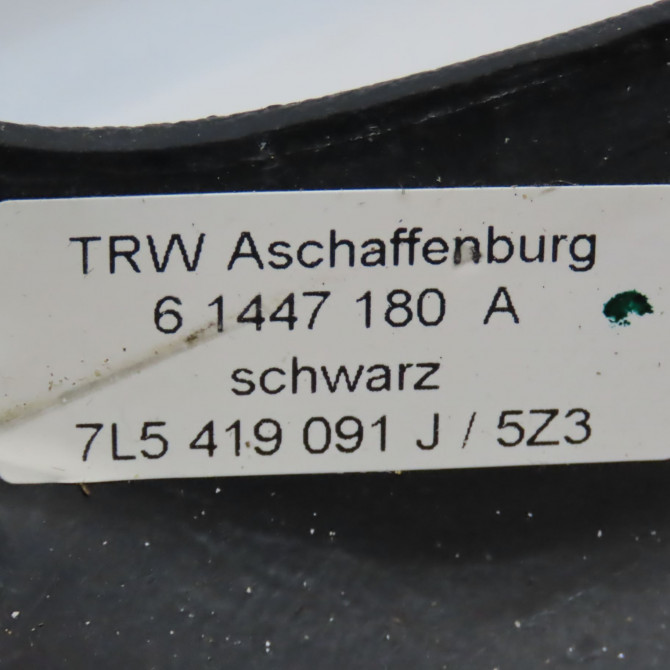 TRW Aschaffenburg
6 1447 180 A
schwarz
7L5 419 091 J / 5Z3